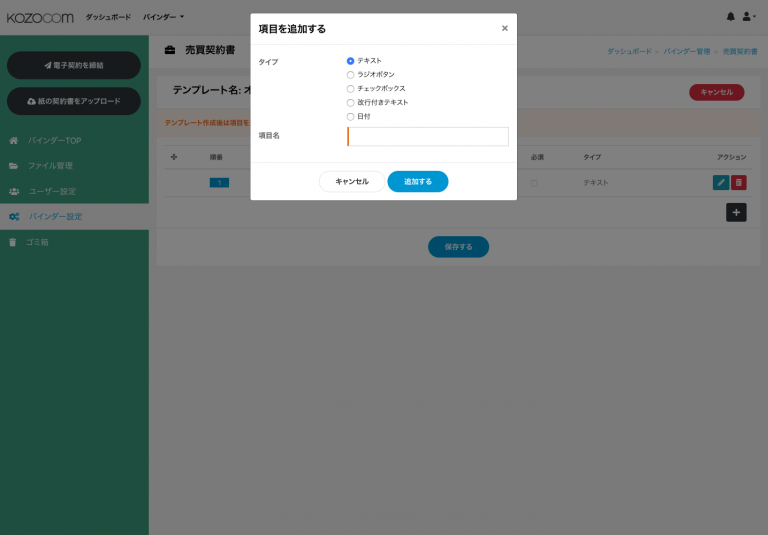 KOZOCOM ダッシュボード バインダー
項目を追加する ×
売買契約書
ダッシュボード > バインダー管理 > 売買契約書
電子契約を締結
紙の契約書をアップロード
バインダーTOP
ファイル管理
ユーザー設定
バインダー設定
ゴミ箱
タイプ
テキスト
ラジオボタン
チェックボックス
改行付きテキスト
日付
項目名
キャンセル 追加する
テンプレート名:
キャンセル
テンプレート作成後は項目を
順番 必須 タイプ アクション
1 テキスト
保存する